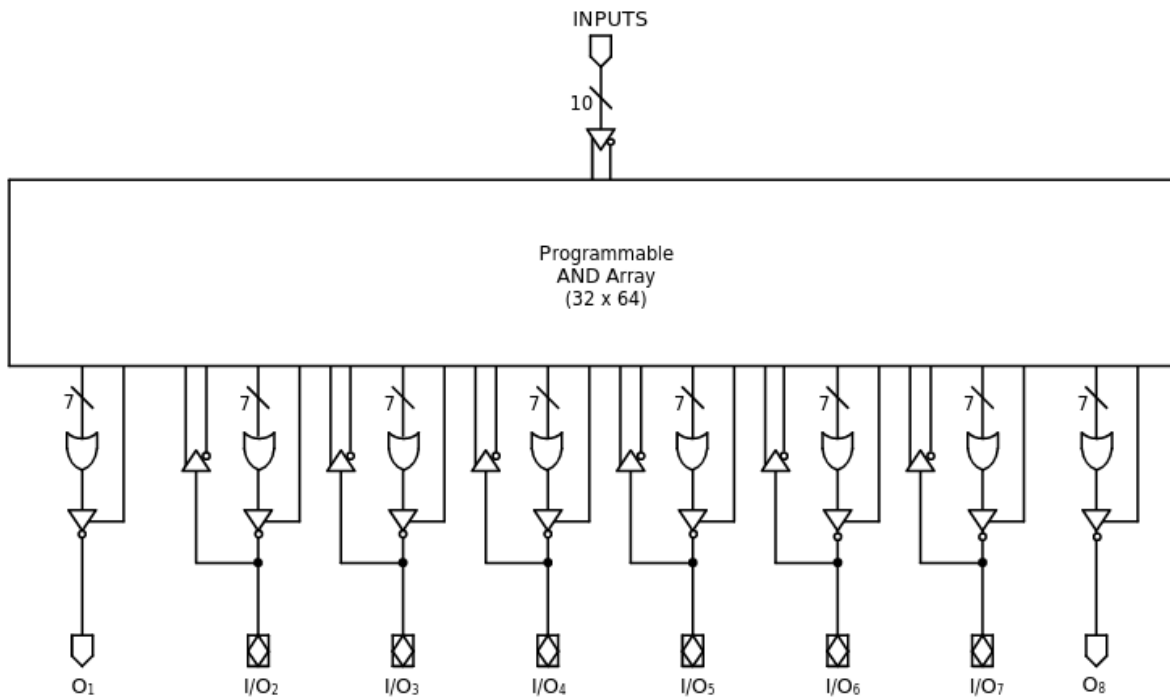 INPUTS
10
Programmable
AND Array
(32 x 64)
7 7 7 7 7 7 7 7
O₁ I/O₂ I/O₃ I/O₄ I/O₅ I/O₆ I/O₇ O₈